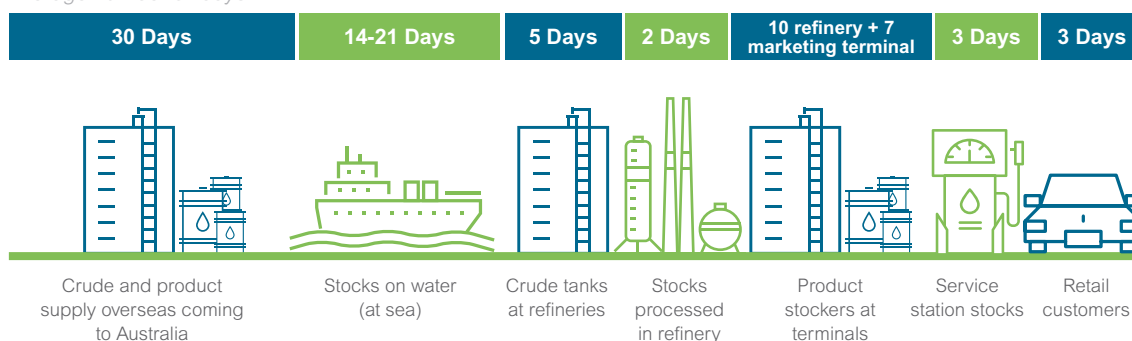 30 Days
14-21 Days
5 Days
2 Days
10 refinery + 7
marketing terminal
3 Days
3 Days
Crude and product
supply overseas coming
to Australia
Stocks on water
(at sea)
Crude tanks
at refineries
Stocks
processed
in refinery
Product
stockers at
terminals
Service
station stocks
Retail
customers